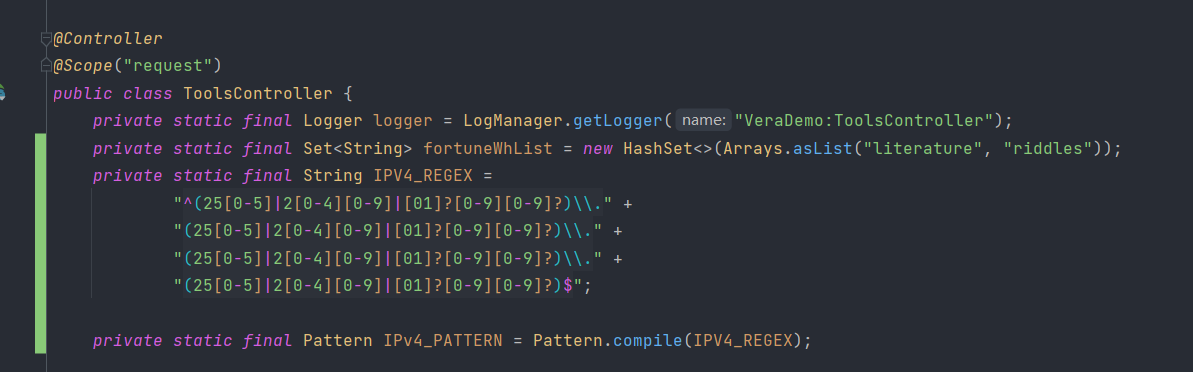 @Controller
@Scope("request")
public class ToolsController {
private static final Logger logger = LogManager.getLogger( name: "VeraDemo:ToolsController");
private static final Set<String> fortuneWhList = new HashSet<>(Arrays.asList("literature", "riddles"));
private static final String IPV4_REGEX =
"^(25[0-5]|2[0-4][0-9]|[01]?[0-9][0-9]?)\\." +
"(25[0-5]|2[0-4][0-9]|[01]?[0-9][0-9]?)\\." +
"(25[0-5]|2[0-4][0-9]|[01]?[0-9][0-9]?)\\." +
"(25[0-5]|2[0-4][0-9]|[01]?[0-9][0-9]?)$";
private static final Pattern IPv4_PATTERN = Pattern.compile(IPV4_REGEX);